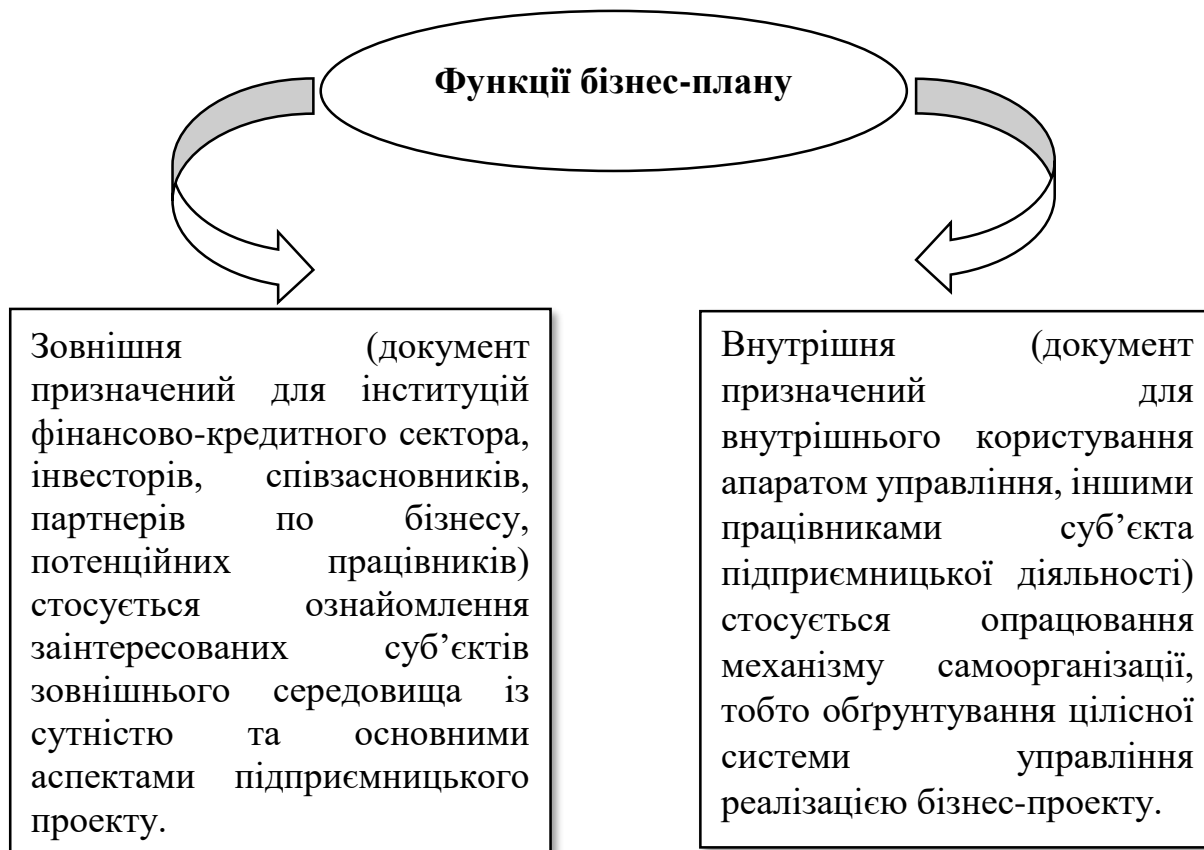 Функції бізнес-плану
Зовнішня (документ
призначений для інституцій
фінансово-кредитного сектора,
інвесторів, співзасновників,
партнерів по бізнесу,
потенційних працівників)
стосується ознайомлення
заінтересованих суб’єктів
зовнішнього середовища із
сутністю та основними
аспектами підприємницького
проекту.
Внутрішня (документ
призначений для
внутрішнього користування
апаратом управління, іншими
працівниками суб’єкта
підприємницької діяльності)
стосується опрацювання
механізму самоорганізації,
тобто обґрунтування цілісної
системи управління
реалізацією бізнес-проекту.